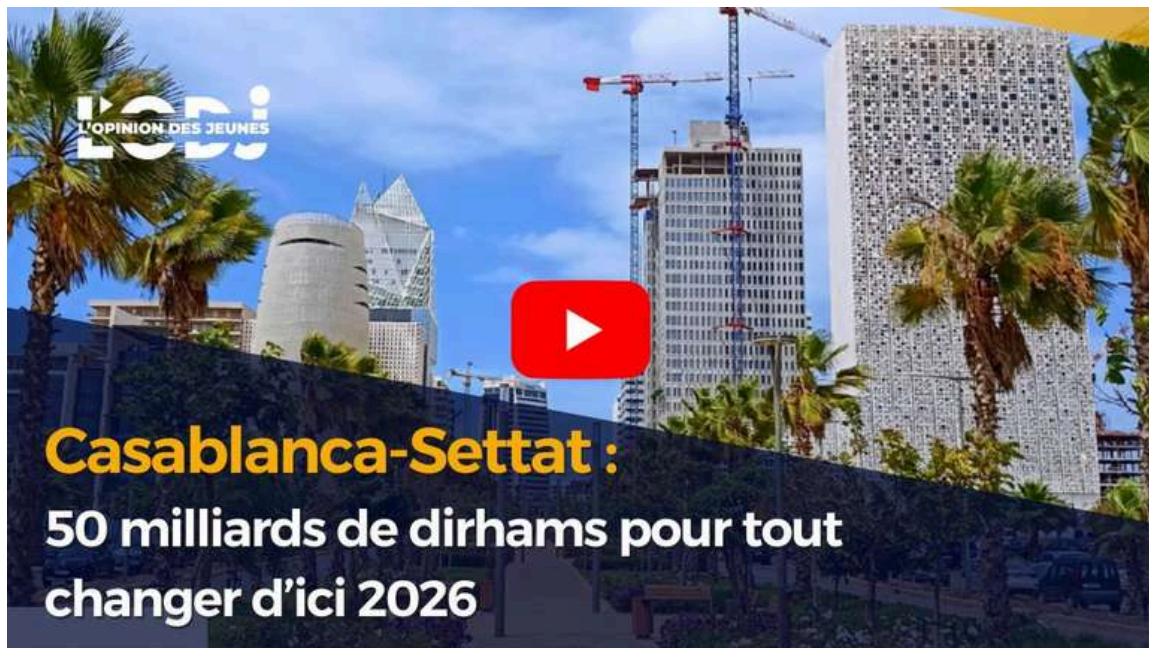 L'ODJ
L'OPINION DES JEUNES
Casablanca-Settat :
50 milliards de dirhams pour tout
changer d'ici 2026